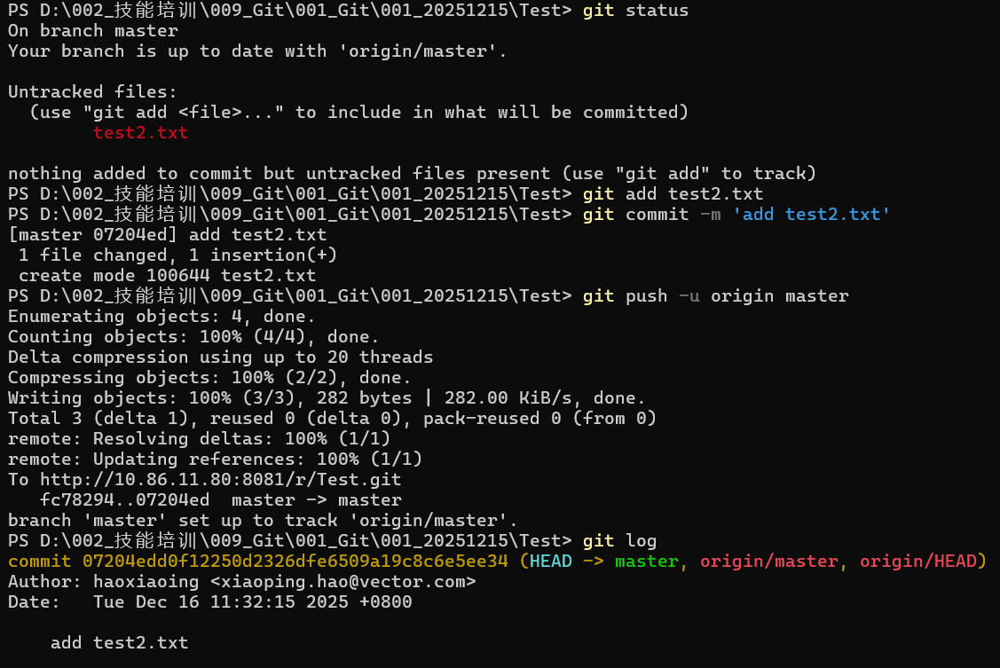 PS D:\002_技能培训\009_Git\001_Git\001_20251215\Test> git status
On branch master
Your branch is up to date with 'origin/master'.
Untracked files:
  (use "git add <file>..." to include in what will be committed)
        test2.txt
nothing added to commit but untracked files present (use "git add" to track)
PS D:\002_技能培训\009_Git\001_Git\001_20251215\Test> git add test2.txt
PS D:\002_技能培训\009_Git\001_Git\001_20251215\Test> git commit -m 'add test2.txt'
[master 07204ed] add test2.txt
 1 file changed, 1 insertion(+)
 create mode 100644 test2.txt
PS D:\002_技能培训\009_Git\001_Git\001_20251215\Test> git push -u origin master
Enumerating objects: 4, done.
Counting objects: 100% (4/4), done.
Delta compression using up to 20 threads
Compressing objects: 100% (2/2), done.
Writing objects: 100% (3/3), 282 bytes | 282.00 KiB/s, done.
Total 3 (delta 1), reused 0 (delta 0), pack-reused 0 (from 0)
remote: Resolving deltas: 100% (1/1)
remote: Updating references: 100% (1/1)
To http://10.86.11.80:8081/r/Test.git
   fc78294..07204ed  master -> master
branch 'master' set up to track 'origin/master'.
PS D:\002_技能培训\009_Git\001_Git\001_20251215\Test> git log
commit 07204edd0f12250d2326dfe6509a19c8c6e5ee34 (HEAD -> master, origin/master, origin/HEAD)
Author: haoxiaoing <xiaoping.hao@vector.com>
Date:   Tue Dec 16 11:32:15 2025 +0800
    add test2.txt